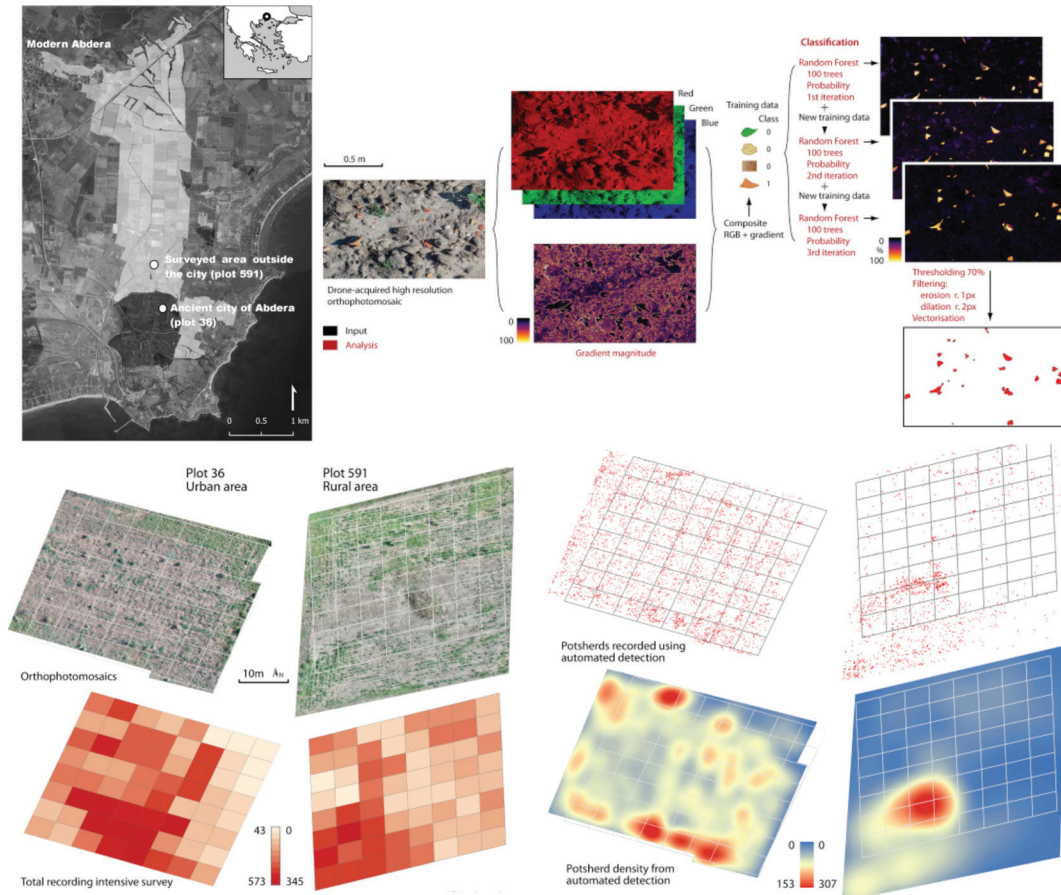 Modern Abdera
Surveyed area outside
the city (plot 591)
Ancient city of Abdera
(plot 36)
0 0.5 1 km
0.5 m
Drone-acquired high resolution
orthophotomosaic
Input
Analysis
Red
Green
Blue
0
100
Gradient magnitude
Training data
Class
0
0
0
1
Composite
RGB + gradient
Classification
Random Forest
100 trees
Probability
1st iteration
+
New training data
Random Forest
100 trees
Probability
2nd iteration
+
New training data
Random Forest
100 trees
Probability
3rd iteration
0
%
100
Thresholding 70%
Filtering:
erosion r. 1px
dilation r. 2px
Vectorisation
Plot 36
Urban area
Plot 591
Rural area
Orthophotomosaics
10m N
Potsherds recorded using
automated detection
43 0
573 345
Total recording intensive survey
0 0
153 307
Potsherd density from
automated detection